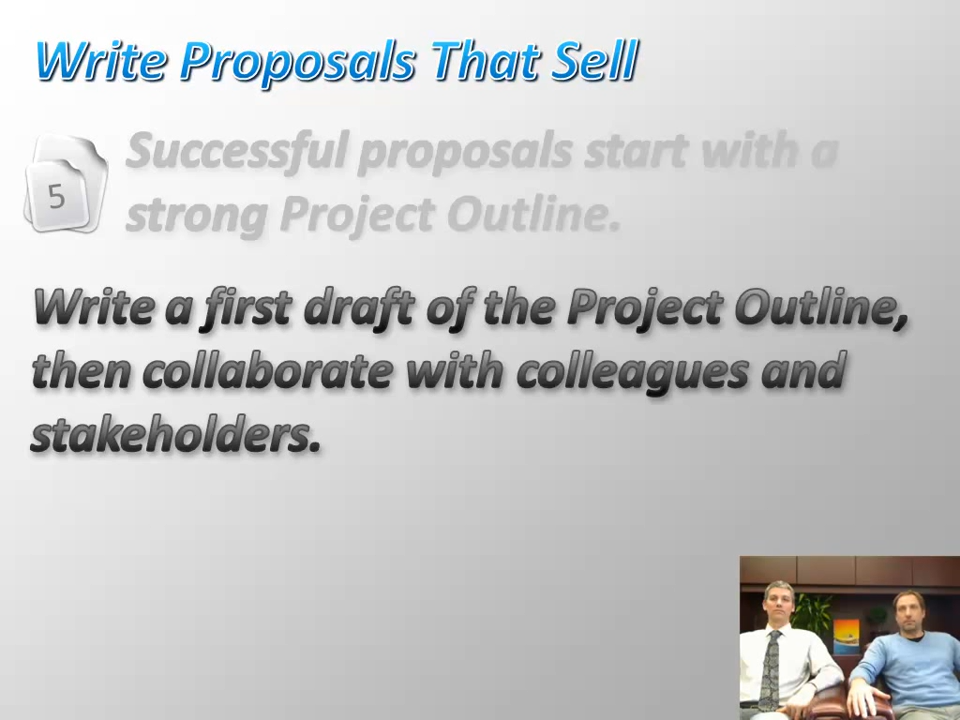 Write Proposals That Sell
5
Successful proposals start with a
strong Project Outline.
Write a first draft of the Project Outline,
then collaborate with colleagues and
stakeholders.